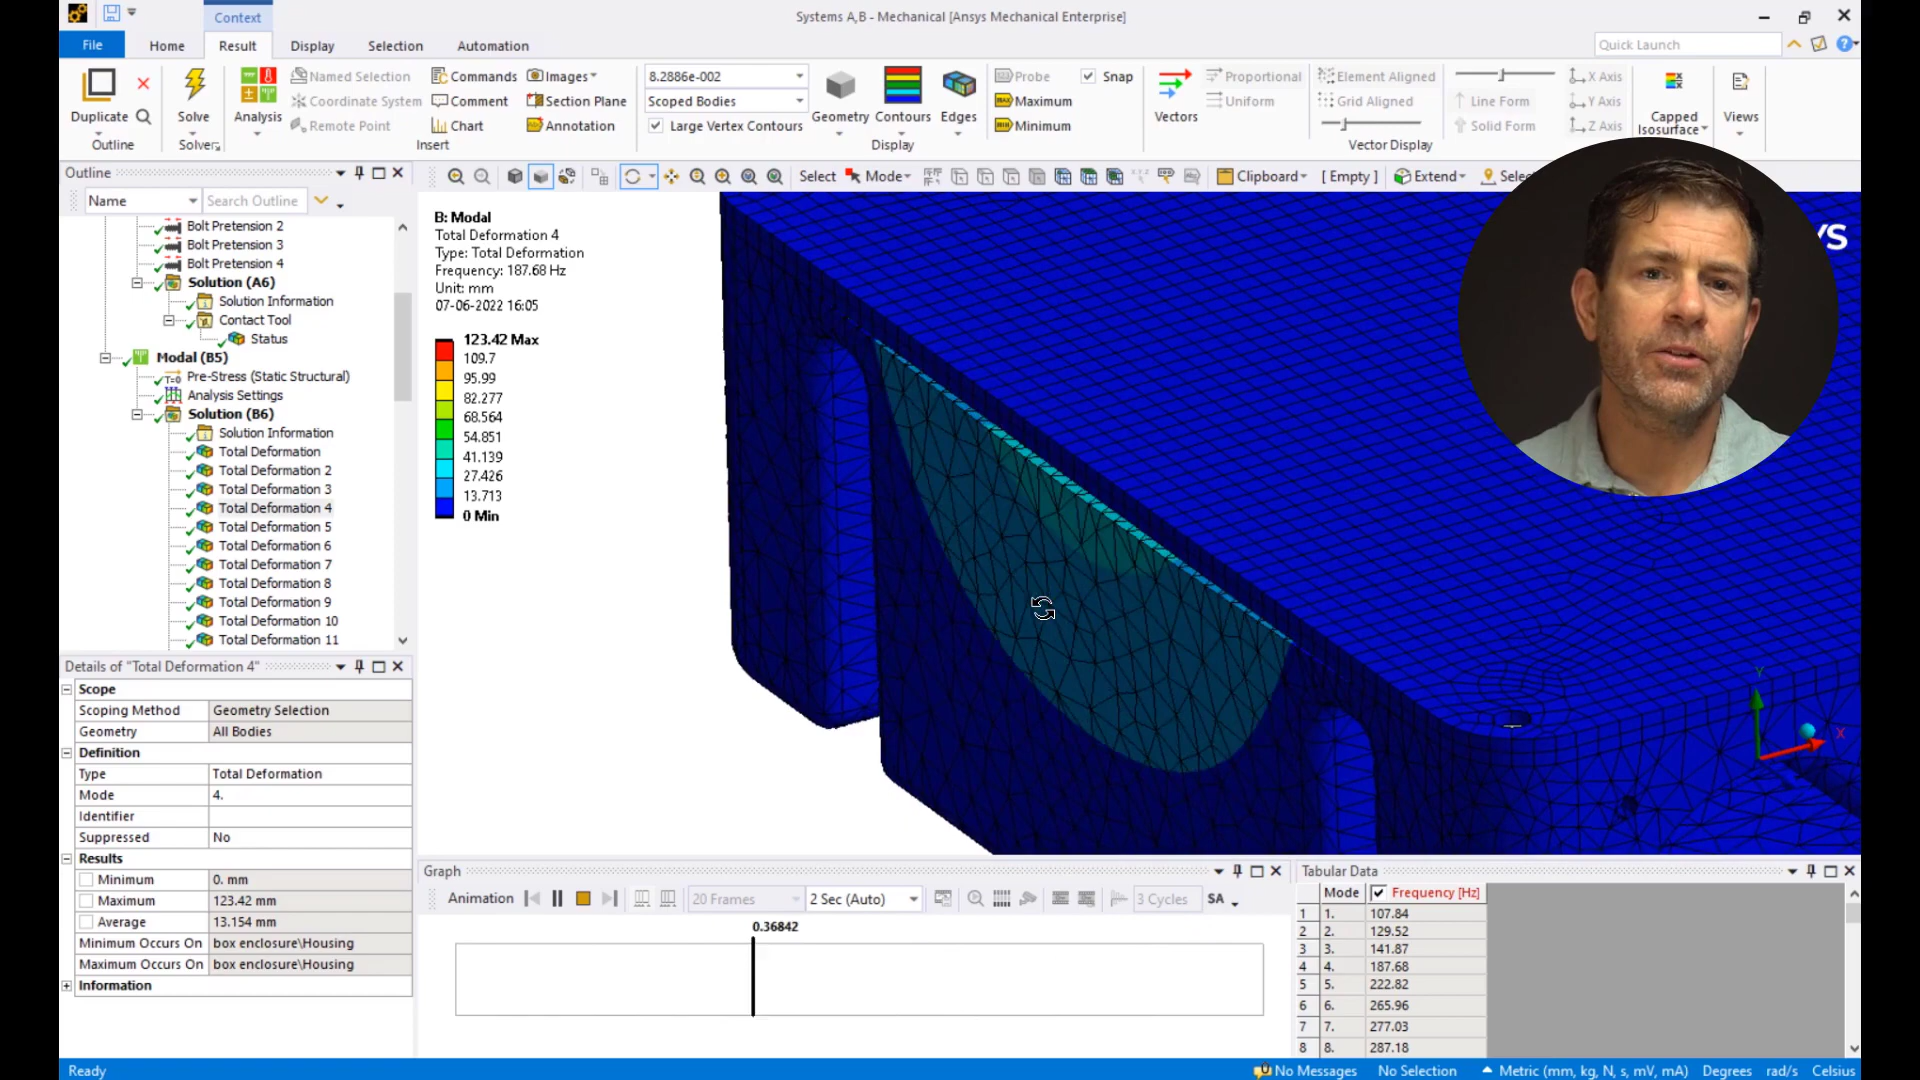 Context
Systems A,B - Mechanical [Ansys Mechanical Enterprise]
File Home Result Display Selection Automation
Quick Launch
Duplicate
Outline
Solve
Solver
Analysis
Named Selection
Coordinate System
Remote Point
Commands
Comment
Chart
Images
Section Plane
Annotation
Insert
8.2886e-002
Scoped Bodies
Large Vertex Contours
Geometry
Contours
Edges
Display
Probe
Snap
Maximum
Minimum
Vectors
Proportional
Uniform
Element Aligned
Grid Aligned
Line Form
Solid Form
X Axis
Y Axis
Z Axis
Vector Display
Capped Isosurface
Views
Outline
Name
Search Outline
Select Mode Clipboard [ Empty ] Extend
Bolt Pretension 2
Bolt Pretension 3
Bolt Pretension 4
Solution (A6)
Solution Information
Contact Tool
Status
Modal (B5)
T=0 Pre-Stress (Static Structural)
Analysis Settings
Solution (B6)
Solution Information
Total Deformation
Total Deformation 2
Total Deformation 3
Total Deformation 4
Total Deformation 5
Total Deformation 6
Total Deformation 7
Total Deformation 8
Total Deformation 9
Total Deformation 10
Total Deformation 11
Details of "Total Deformation 4"
Scope
Scoping Method Geometry Selection
Geometry All Bodies
Definition
Type Total Deformation
Mode 4.
Identifier
Suppressed No
Results
Minimum 0. mm
Maximum 123.42 mm
Average 13.154 mm
Minimum Occurs On box enclosure\Housing
Maximum Occurs On box enclosure\Housing
Information
B: Modal
Total Deformation 4
Type: Total Deformation
Frequency: 187.68 Hz
Unit: mm
07-06-2022 16:05
123.42 Max
109.7
95.99
82.277
68.564
54.851
41.139
27.426
13.713
0 Min
YS
Y
X
Graph
Animation 20 Frames 2 Sec (Auto) 3 Cycles SA
0.36842
Tabular Data
Mode Frequency [Hz]
1 1. 107.84
2 2. 129.52
3 3. 141.87
4 4. 187.68
5 5. 222.82
6 6. 265.96
7 7. 277.03
8 8. 287.18
Ready
No Messages No Selection Metric (mm, kg, N, s, mV, mA) Degrees rad/s Celsius